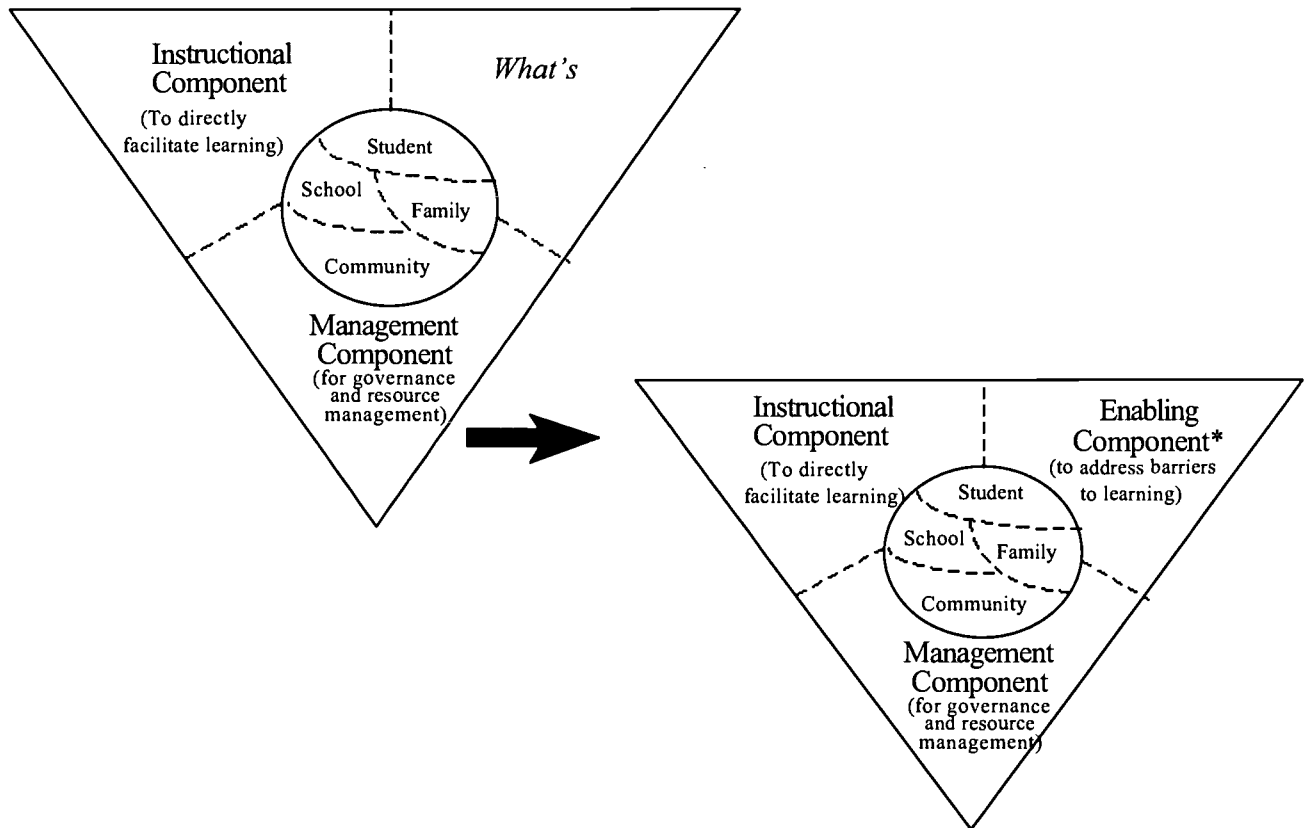 Instructional
Component
(To directly
facilitate learning)
What's
Student
School
Family
Community
Management
Component
(for governance
and resource
management)
Instructional
Component
(To directly
facilitate learning)
Enabling
Component*
(to address barriers
to learning)
Student
School
Family
Community
Management
Component
(for governance
and resource
management)